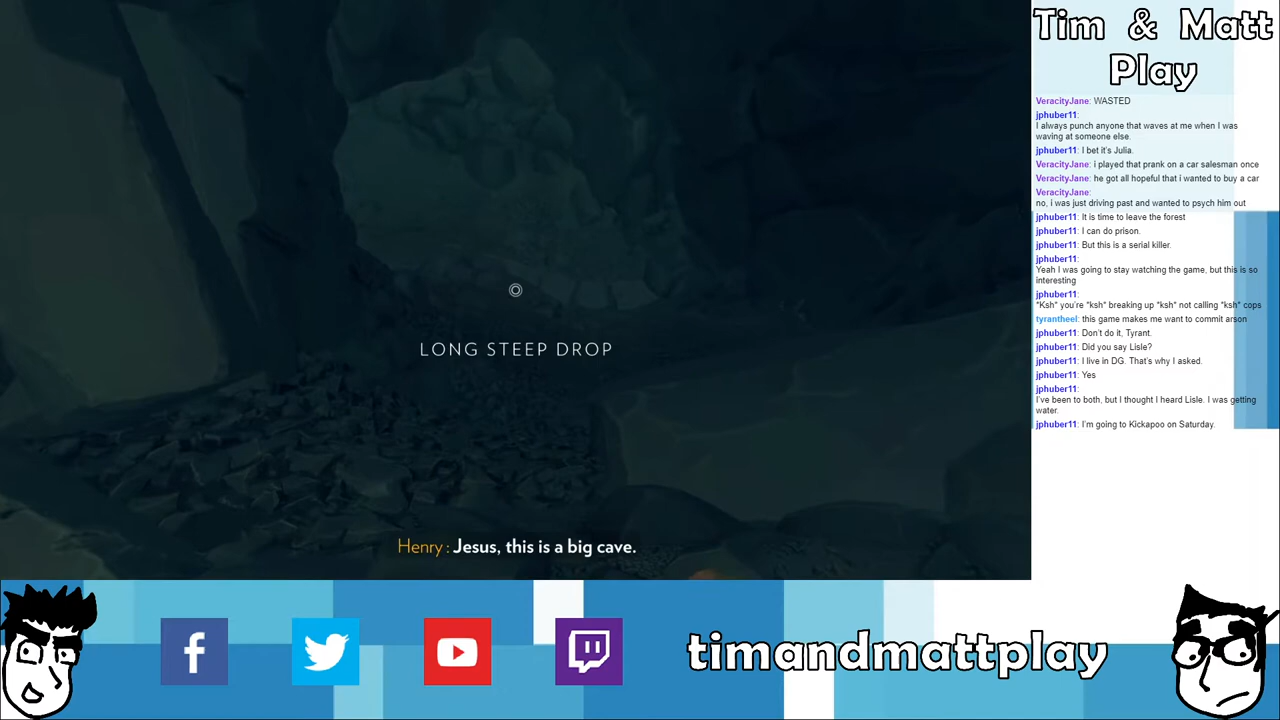 Tim & Matt
Play
VeracityJane: WASTED
jphuber11:
I always punch anyone that waves at me when I was
waving at someone else.
jphuber11: I bet it's Julia.
VeracityJane: i played that prank on a car salesman once
VeracityJane: he got all hopeful that i wanted to buy a car
VeracityJane:
no, i was just driving past and wanted to psych him out
jphuber11: It is time to leave the forest
jphuber11: I can do prison.
jphuber11: But this is a serial killer.
jphuber11:
Yeah I was going to stay watching the game, but this is so
interesting
jphuber11:
*Ksh* you're *ksh* breaking up *ksh* not calling *ksh* cops
tyrantheel: this game makes me want to commit arson
jphuber11: Don't do it, Tyrant.
jphuber11: Did you say Lisle?
jphuber11: I live in DG. That's why I asked.
jphuber11: Yes
jphuber11:
I've been to both, but I thought I heard Lisle. I was getting
water.
jphuber11: I'm going to Kickapoo on Saturday.
LONG STEEP DROP
Henry : Jesus, this is a big cave.
timandmattplay